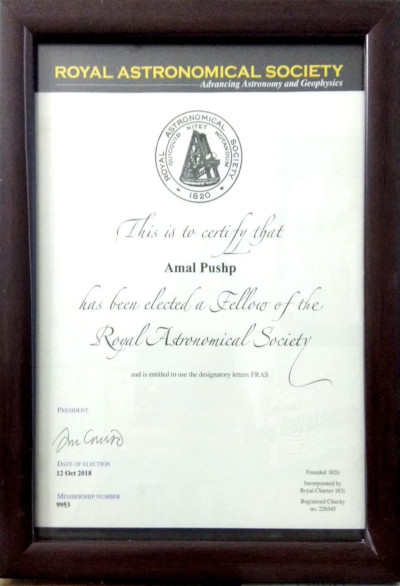 ROYAL ASTRONOMICAL SOCIETY
Advancing Astronomy and Geophysics
ROYAL ASTRONOMICAL SOCIETY
QUICQUID NITET NOTANDUM
1820
This is to certify that
Amal Pushp
has been elected a Fellow of the
Royal Astronomical Society
and is entitled to use the designatory letters FRAS
PRESIDENT
DATE OF ELECTION
12 Oct 2018
MEMBERSHIP NUMBER
9953
Founded 1820
Incorporated by
Royal Charter 1831
Registered Charity
no. 226545